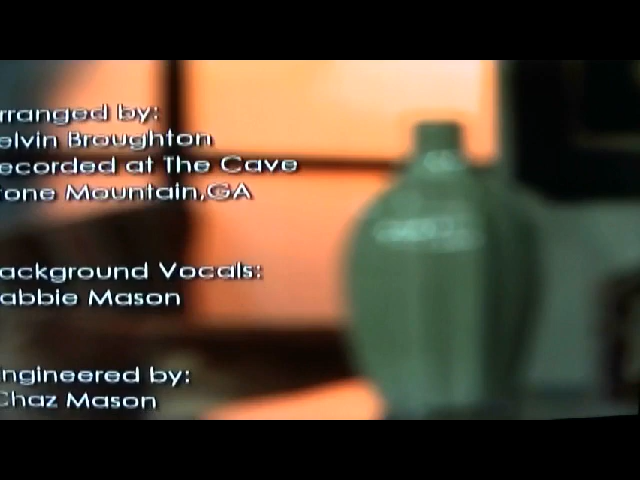 rranged by:
elvin Broughton
ecorded at The Cave
tone Mountain,GA
ackground Vocals:
abbie Mason
ngineered by:
Chaz Mason